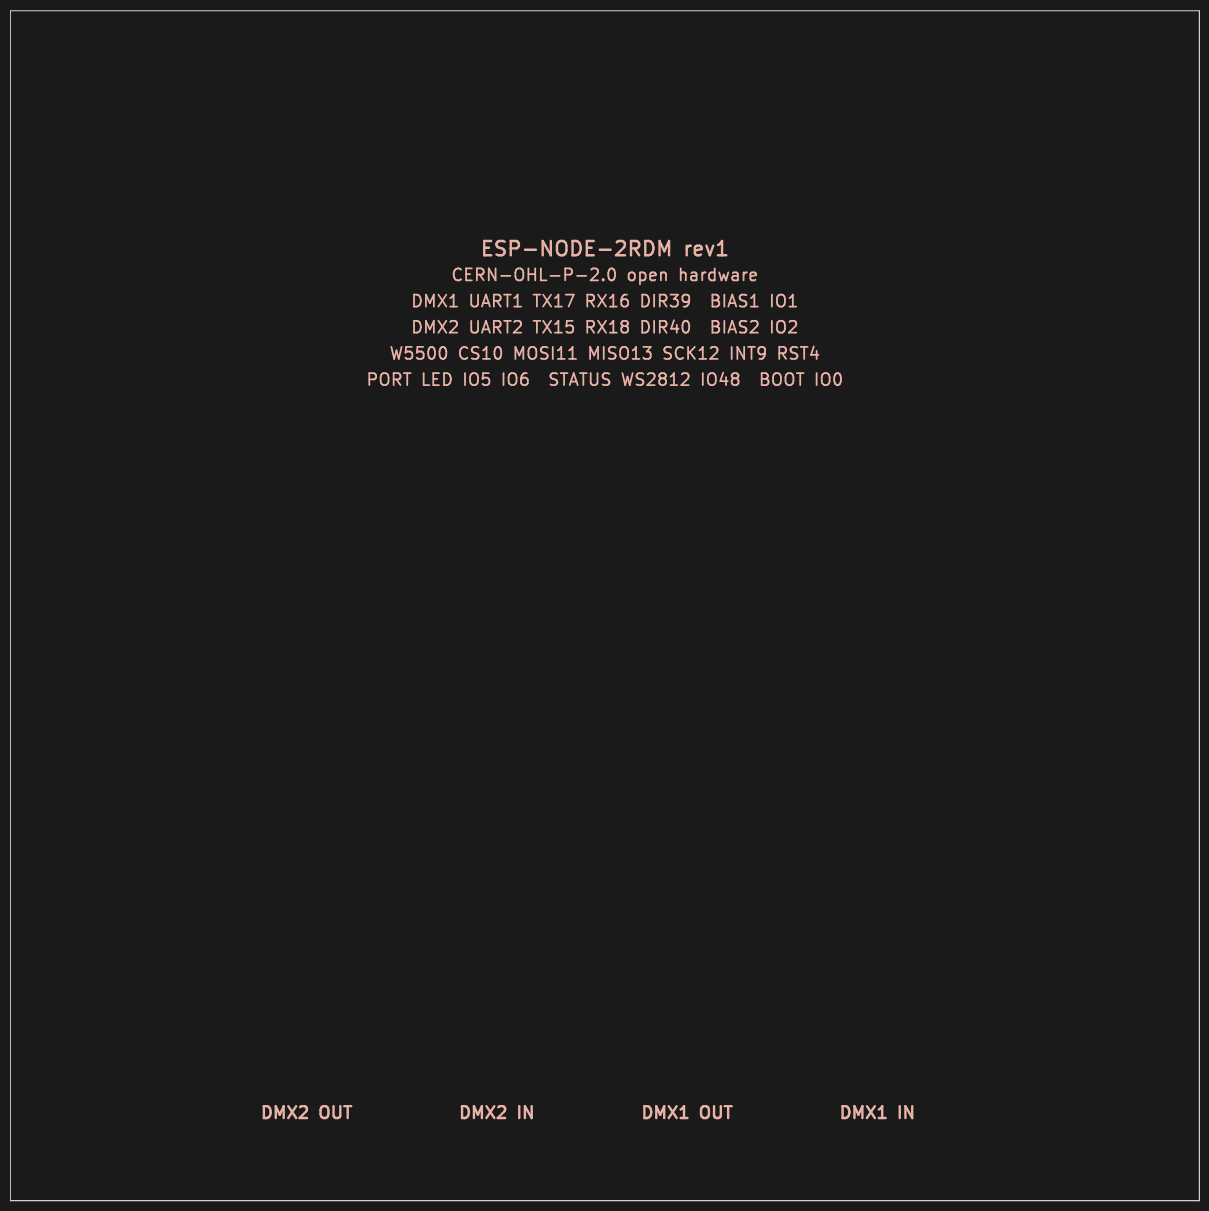 ESP-NODE-2RDM rev1
CERN-OHL-P-2.0 open hardware
DMX1 UART1 TX17 RX16 DIR39  BIAS1 IO1
DMX2 UART2 TX15 RX18 DIR40  BIAS2 IO2
W5500 CS10 MOSI11 MISO13 SCK12 INT9 RST4
PORT LED IO5 IO6  STATUS WS2812 IO48  BOOT IO0
DMX2 OUT  DMX2 IN  DMX1 OUT  DMX1 IN